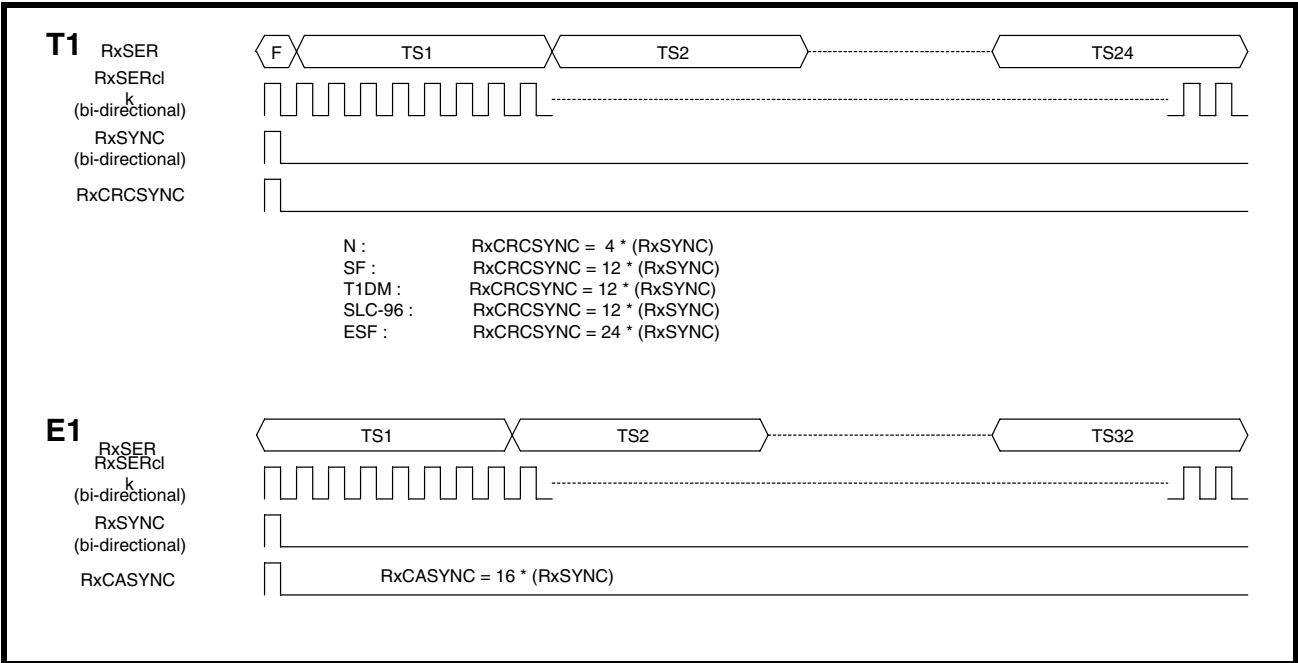 T1 RxSER F TS1 TS2 TS24
RxSERcl
k
(bi-directional)
RxSYNC
(bi-directional)
RxCRCSYNC
N : RxCRCSYNC = 4 * (RxSYNC)
SF : RxCRCSYNC = 12 * (RxSYNC)
T1DM : RxCRCSYNC = 12 * (RxSYNC)
SLC-96 : RxCRCSYNC = 12 * (RxSYNC)
ESF : RxCRCSYNC = 24 * (RxSYNC)
E1 RxSER TS1 TS2 TS32
RxSERcl
k
(bi-directional)
RxSYNC
(bi-directional)
RxCASYNC RxCASYNC = 16 * (RxSYNC)